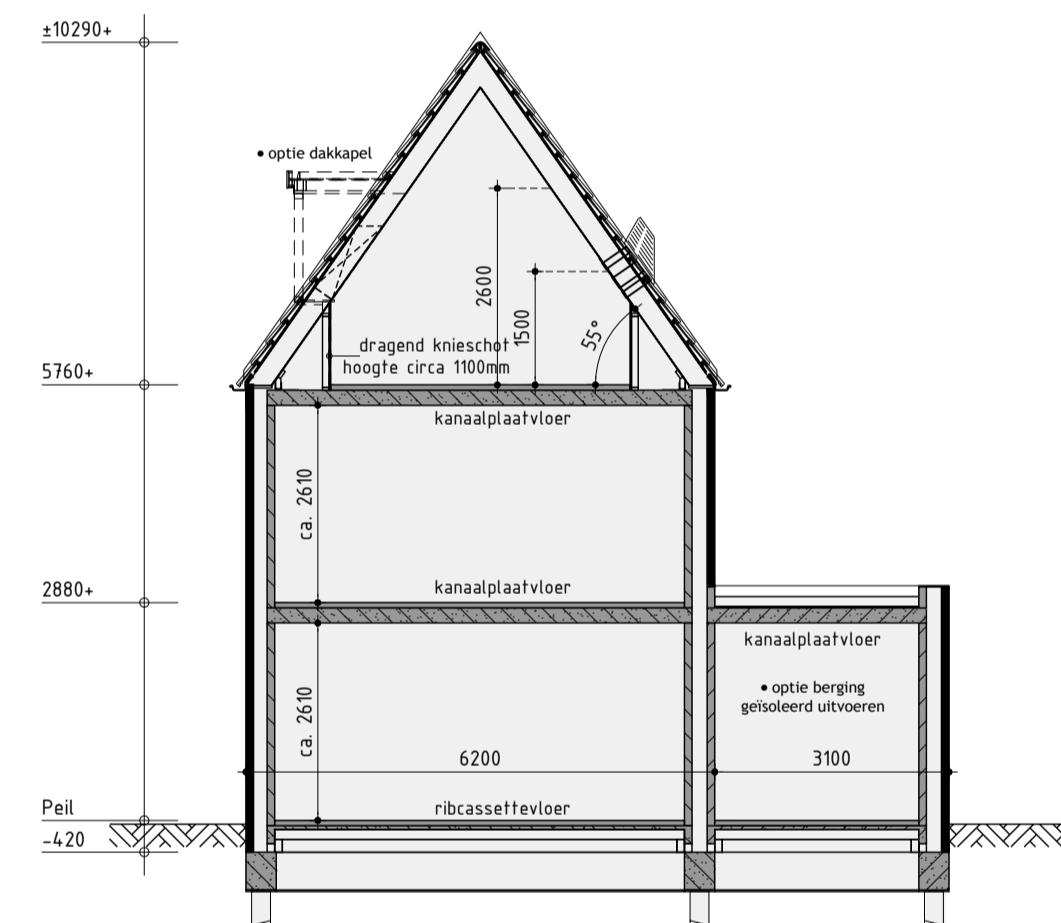 ±10290+
• optie dakkapel
2600
1500
55°
dragend knieschot
hoogte circa 1100mm
5760+
kanaalplaatvloer
ca. 2610
kanaalplaatvloer
2880+
kanaalplaatvloer
• optie berging
geïsoleerd uitvoeren
ca. 2610
6200
3100
ribcassettevloer
Peil
-420